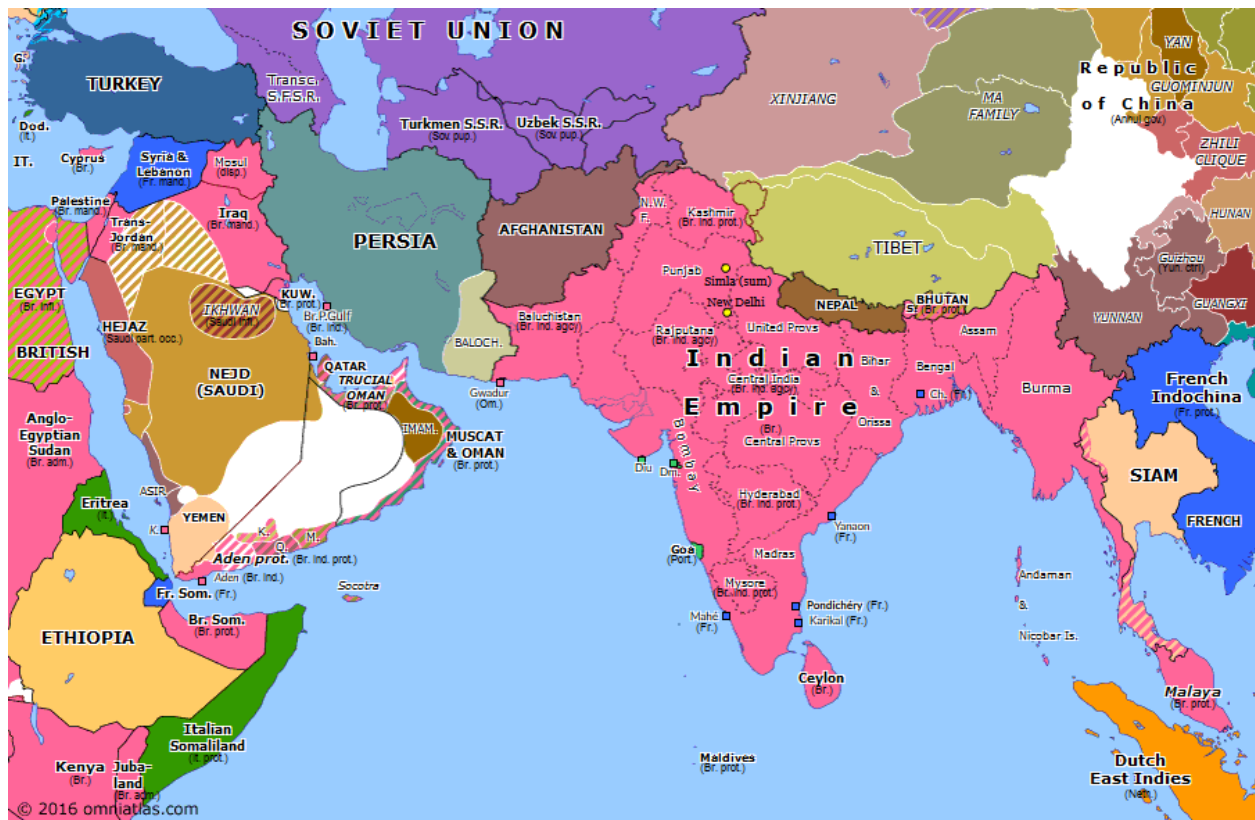 SOVIET UNION
G.
TURKEY
Transc.
S.F.S.R.
Dod.
(It.)
IT.
Cyprus
(Br.)
Syria &
Lebanon
(Fr. mand.)
Mosul
(disp.)
Turkmen S.S.R.
(Sov. pup.)
Uzbek S.S.R.
(Sov. pup.)
XINJIANG
MA
FAMILY
YAN
Republic
of China
(Anhui gov.)
GUOMINJUN
ZHILI
CLIQUE
HUNAN
Guizhou
(Yun. ctrl)
GUANGXI
YUNNAN
Palestine
(Br. mand.)
Trans-
Jordan
(Br. mand.)
Iraq
(Br. mand.)
PERSIA
AFGHANISTAN
N.W.
F.
Kashmir
(Br. ind. prot.)
TIBET
Punjab
Simla (sum)
New Delhi
NEPAL
BHUTAN
(Br. prot.)
EGYPT
(Br. infl.)
BRITISH
HEJAZ
(Saudi part. occ.)
IKHWAN
(Saudi infl.)
KUW.
(Br. prot.)
Br.P.Gulf
(Br. ind.)
Bah.
NEJD
(SAUDI)
QATAR
TRUCIAL
OMAN
(Br. prot.)
BALOCH.
Baluchistan
(Br. ind. agcy)
Gwadur
(Om.)
Rajputana
(Br. ind. agcy)
United Provs
Assam
Indian
Empire
(Br.)
Central India
(Br. ind. agcy)
Bihar
&
Orissa
Bengal
Ch. (Fr.)
Burma
French
Indochina
(Fr. prot.)
Anglo-
Egyptian
Sudan
(Br. adm.)
IMAM.
MUSCAT
& OMAN
(Br. prot.)
Central Provs
Bombay
Diu
Dm.
Hyderabad
(Br. ind. prot.)
SIAM
FRENCH
Eritrea
(It.)
ASIR.
YEMEN
K.
K.
Q.
M.
Aden prot. (Br. ind. prot.)
Aden (Br. ind.)
Socotra
Goa
(Port.)
Yanaon
(Fr.)
Madras
Mysore
(Br. ind. prot.)
Andaman
&
Nicobar Is.
Fr. Som. (Fr.)
Br. Som.
(Br. prot.)
ETHIOPIA
Mahé
(Fr.)
Pondichéry (Fr.)
Karikal (Fr.)
Ceylon
(Br.)
Malaya
(Br. prot.)
Italian
Somaliland
(It. prot.)
Maldives
(Br. prot.)
Kenya
(Br.)
Juba-
land
(Br. adm.)
Dutch
East Indies
(Neth.)
© 2016 omniatlas.com